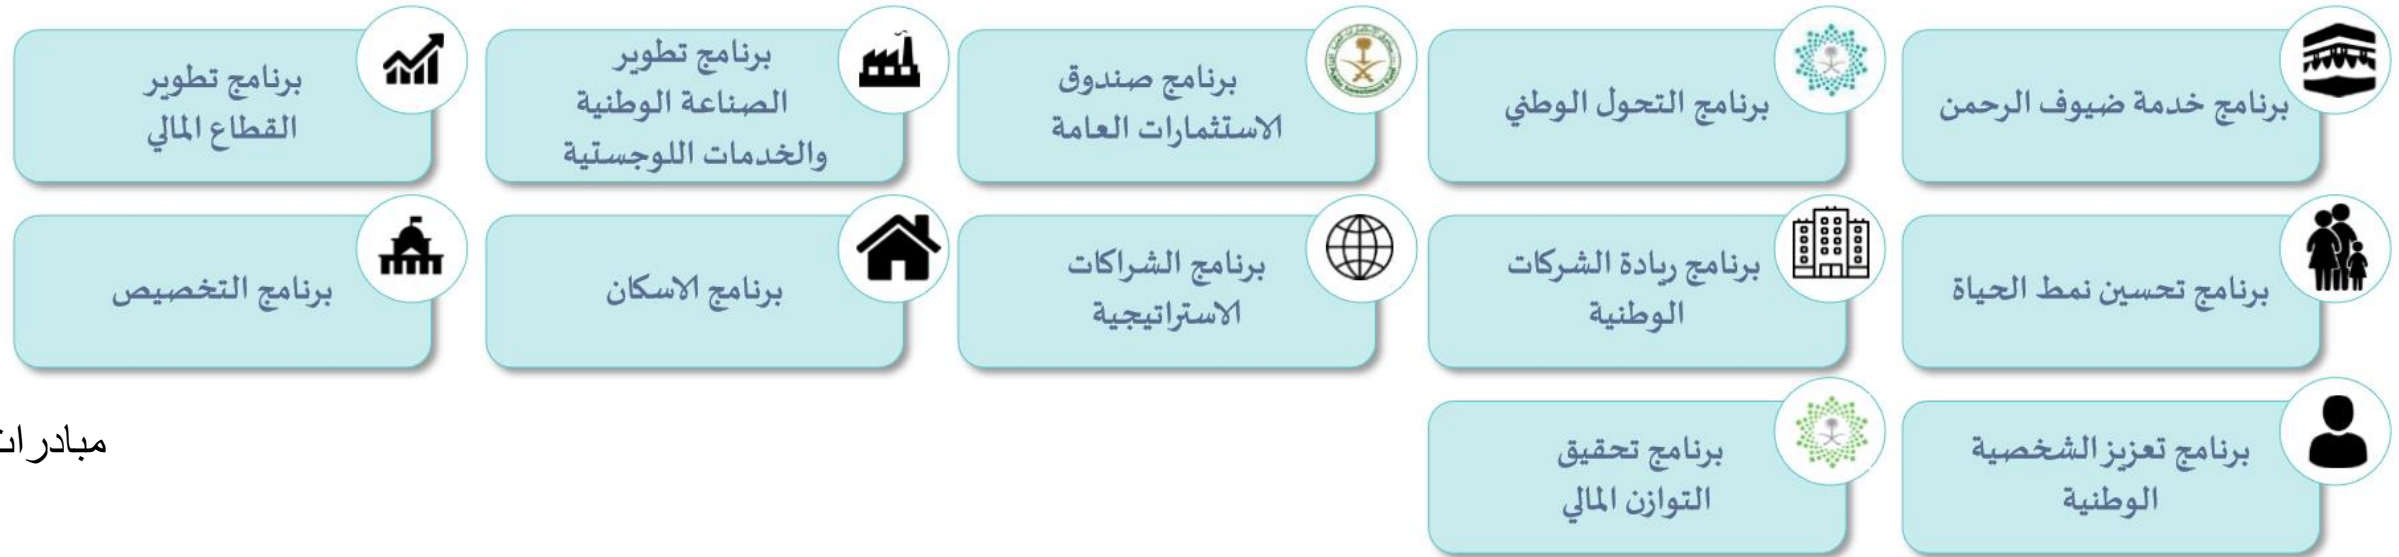 برنامج خدمة ضيوف الرحمن
برنامج التحول الوطني
برنامج صندوق
الاستثمارات العامة
برنامج تطوير
الصناعة الوطنية
والخدمات اللوجستية
برنامج تطوير
القطاع المالي
برنامج تحسين نمط الحياة
برنامج ريادة الشركات
الوطنية
برنامج الشراكات
الاستراتيجية
برنامج الاسكان
برنامج التخصيص
برنامج تعزيز الشخصية
الوطنية
برنامج تحقيق
التوازن المالي